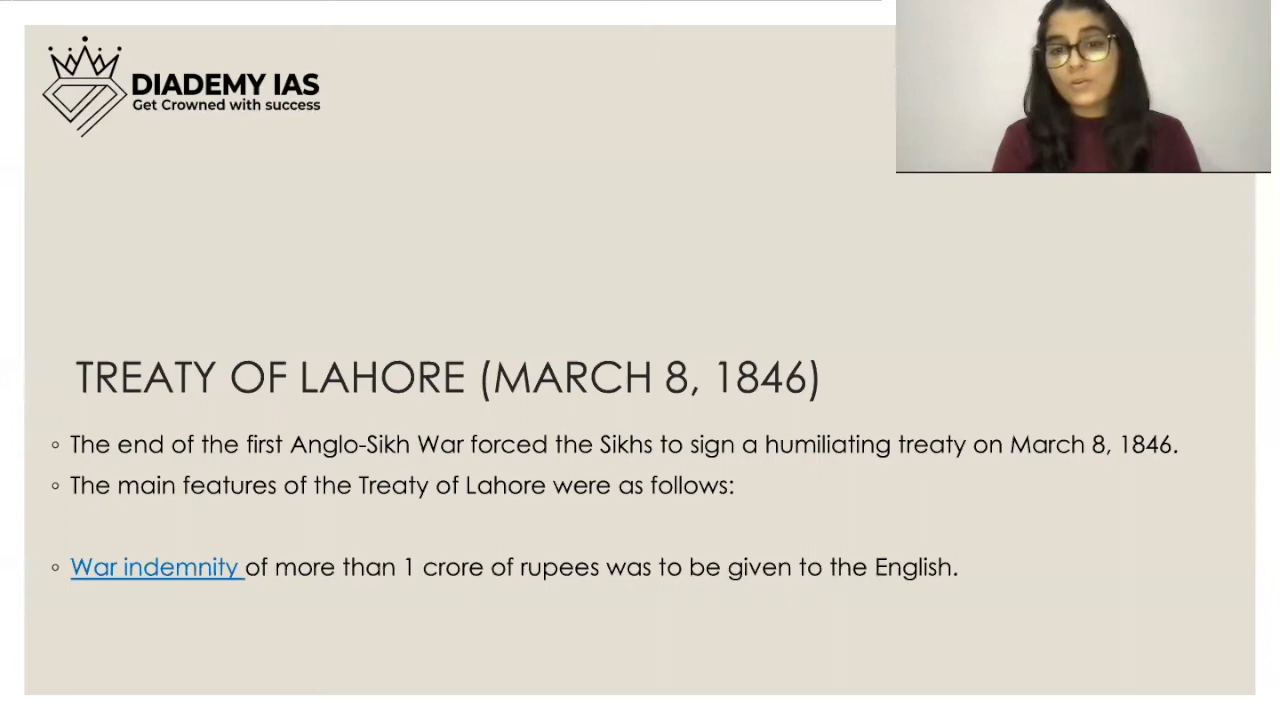 DIADEMY IAS
Get Crowned with success
TREATY OF LAHORE (MARCH 8, 1846)
◦ The end of the first Anglo-Sikh War forced the Sikhs to sign a humiliating treaty on March 8, 1846.
◦ The main features of the Treaty of Lahore were as follows:
◦ War indemnity of more than 1 crore of rupees was to be given to the English.